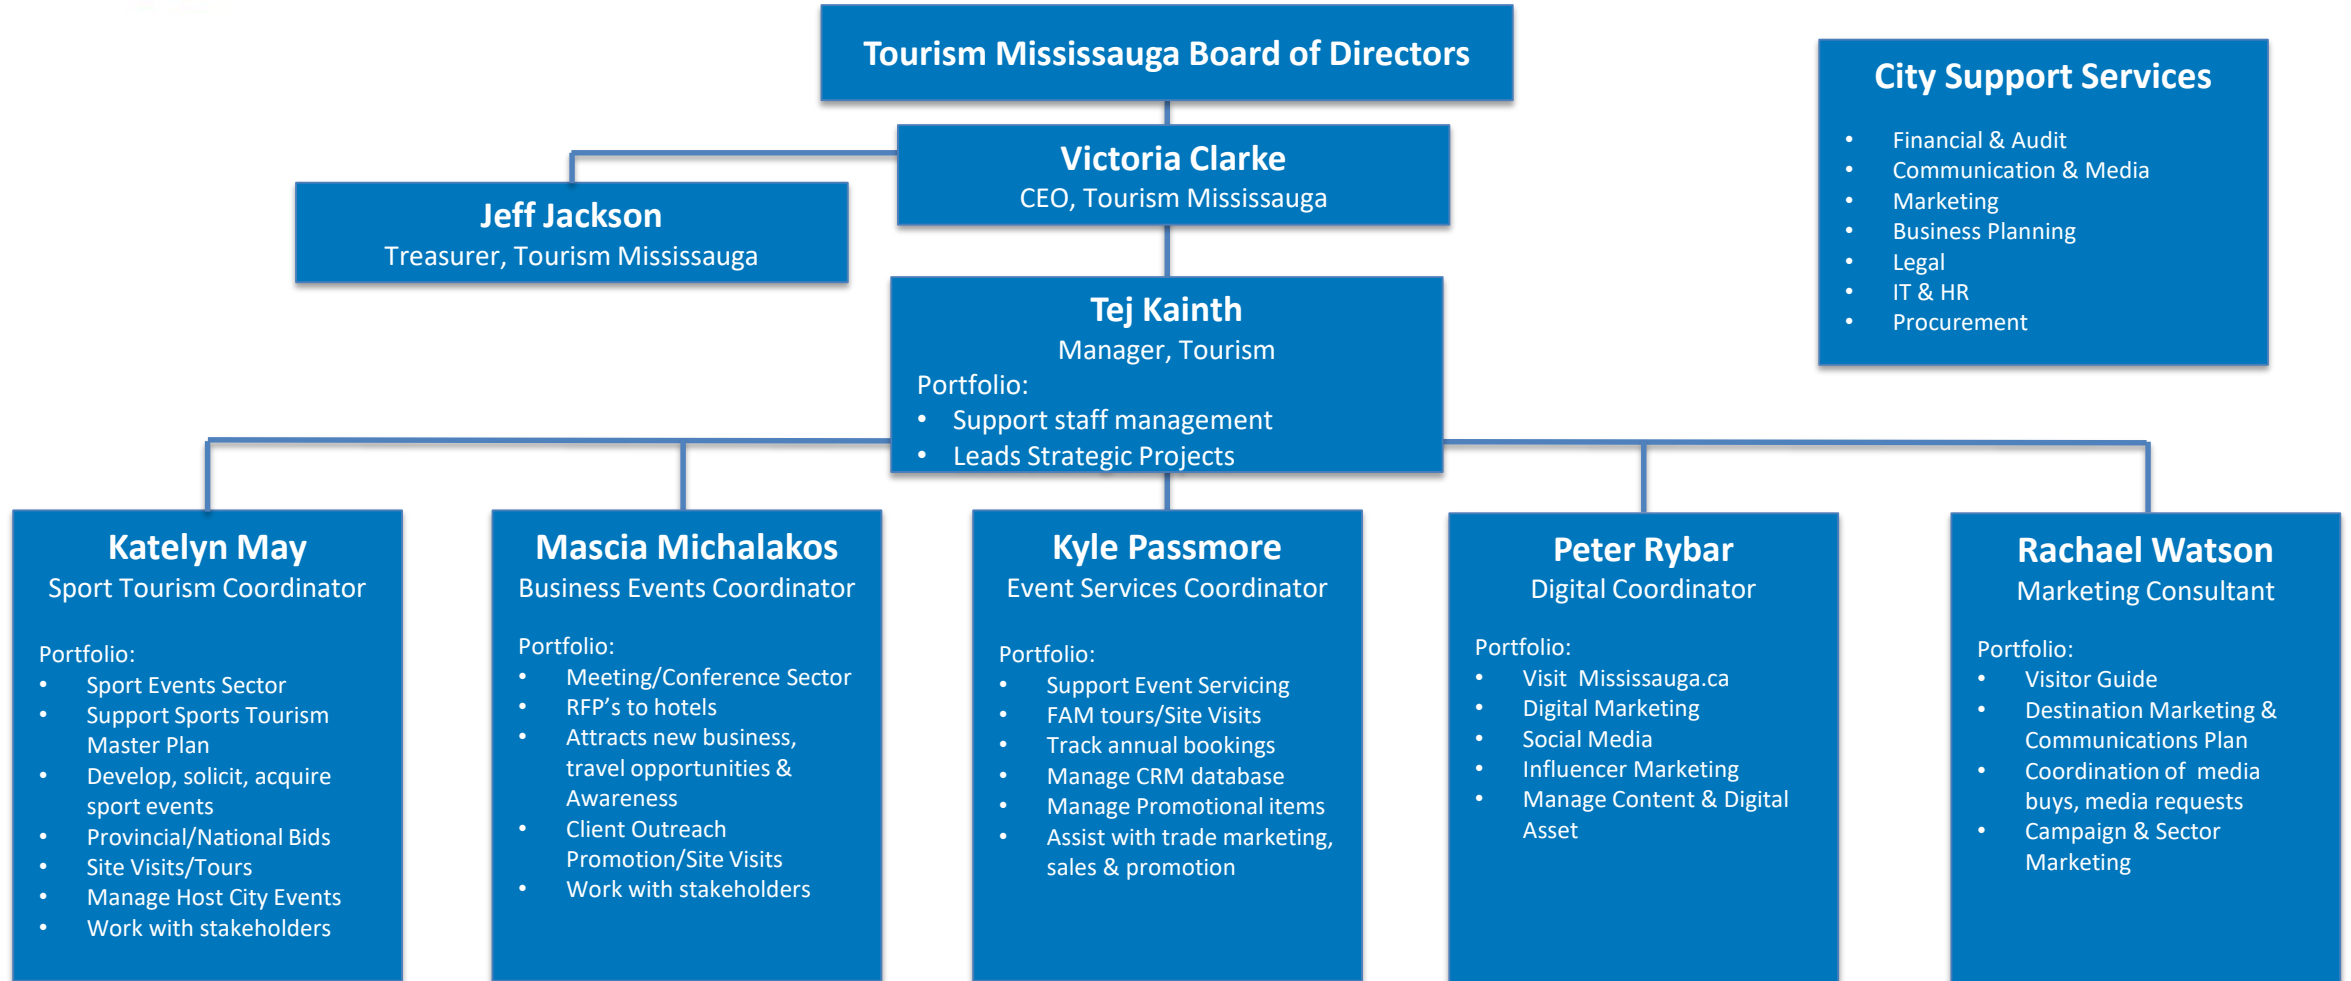 Tourism Mississauga Board of Directors
Victoria Clarke
CEO, Tourism Mississauga
Jeff Jackson
Treasurer, Tourism Mississauga
City Support Services
• Financial & Audit
• Communication & Media
• Marketing
• Business Planning
• Legal
• IT & HR
• Procurement
Tej Kainth
Manager, Tourism
Portfolio:
• Support staff management
• Leads Strategic Projects
Katelyn May
Sport Tourism Coordinator
Portfolio:
• Sport Events Sector
• Support Sports Tourism
Master Plan
• Develop, solicit, acquire
sport events
• Provincial/National Bids
• Site Visits/Tours
• Manage Host City Events
• Work with stakeholders
Mascia Michalakos
Business Events Coordinator
Portfolio:
• Meeting/Conference Sector
• RFP's to hotels
• Attracts new business,
travel opportunities &
Awareness
• Client Outreach
Promotion/Site Visits
• Work with stakeholders
Kyle Passmore
Event Services Coordinator
Portfolio:
• Support Event Servicing
• FAM tours/Site Visits
• Track annual bookings
• Manage CRM database
• Manage Promotional items
• Assist with trade marketing,
sales & promotion
Peter Rybar
Digital Coordinator
Portfolio:
• Visit  Mississauga.ca
• Digital Marketing
• Social Media
• Influencer Marketing
• Manage Content & Digital
Asset
Rachael Watson
Marketing Consultant
Portfolio:
• Visitor Guide
• Destination Marketing &
Communications Plan
• Coordination of  media
buys, media requests
• Campaign & Sector
Marketing